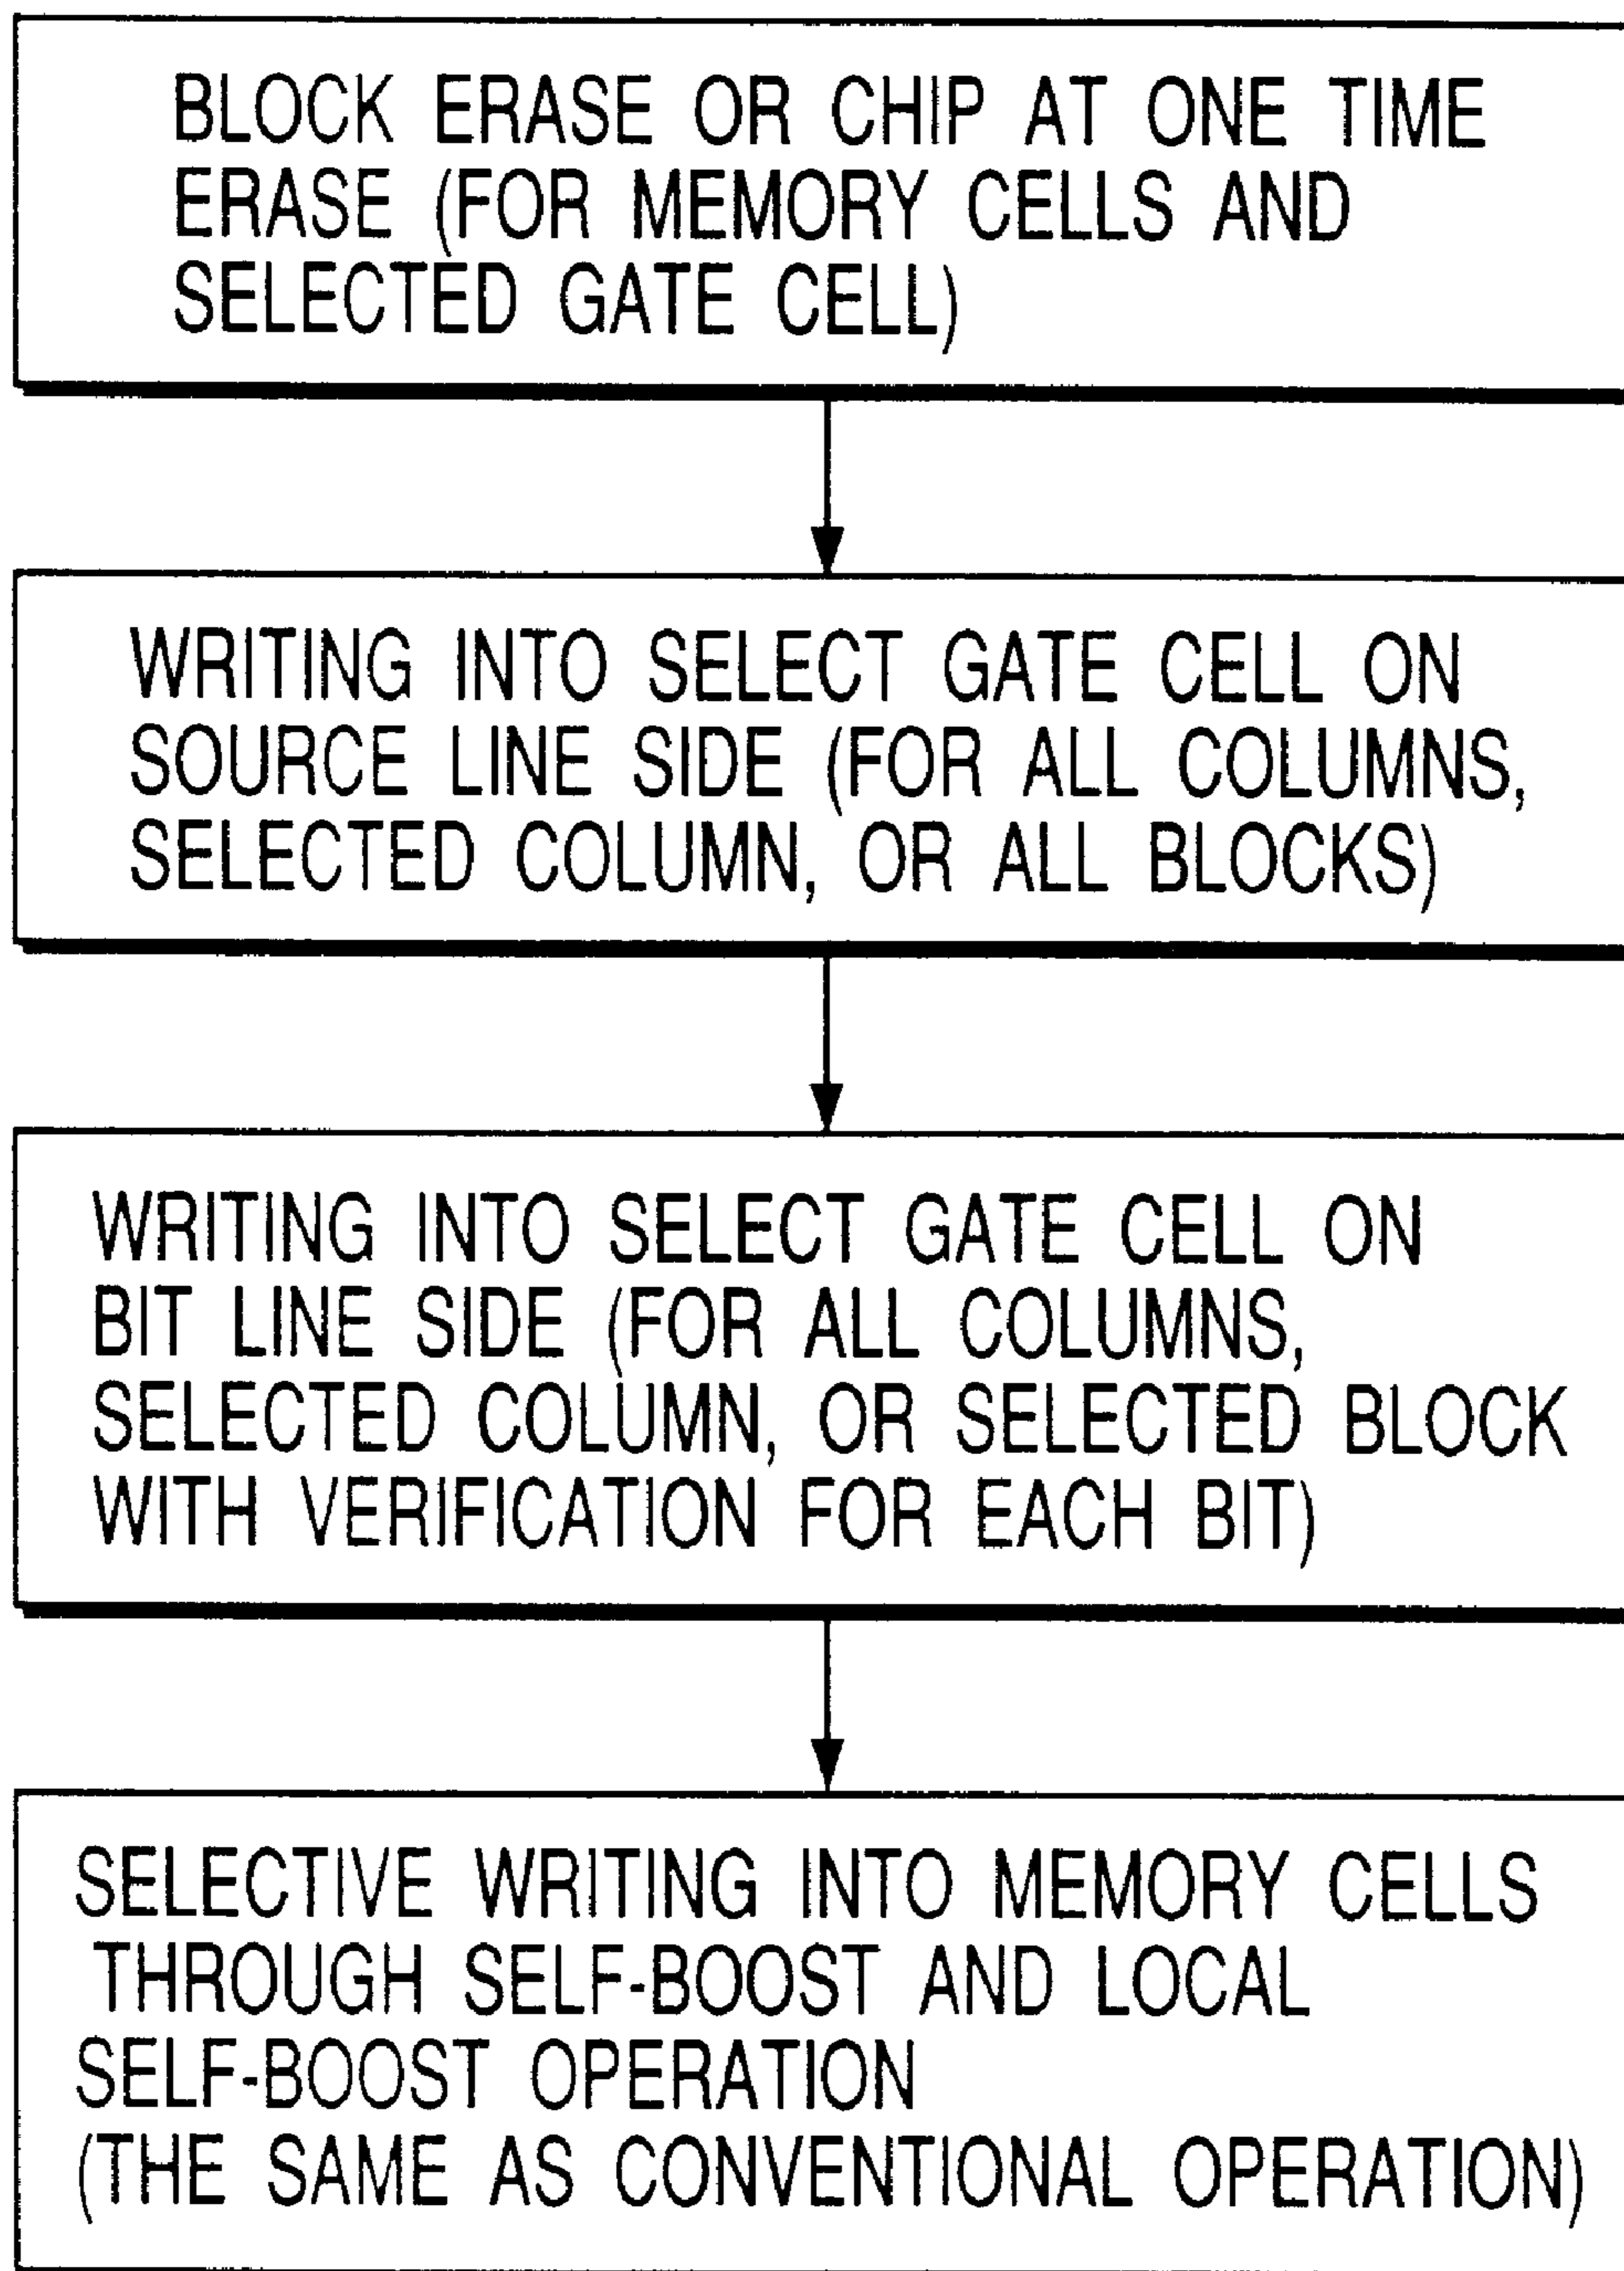 BLOCK ERASE OR CHIP AT ONE TIME
ERASE (FOR MEMORY CELLS AND
SELECTED GATE CELL)
WRITING INTO SELECT GATE CELL ON
SOURCE LINE SIDE (FOR ALL COLUMNS,
SELECTED COLUMN, OR ALL BLOCKS)
WRITING INTO SELECT GATE CELL ON
BIT LINE SIDE (FOR ALL COLUMNS,
SELECTED COLUMN, OR SELECTED BLOCK
WITH VERIFICATION FOR EACH BIT)
SELECTIVE WRITING INTO MEMORY CELLS
THROUGH SELF-BOOST AND LOCAL
SELF-BOOST OPERATION
(THE SAME AS CONVENTIONAL OPERATION)